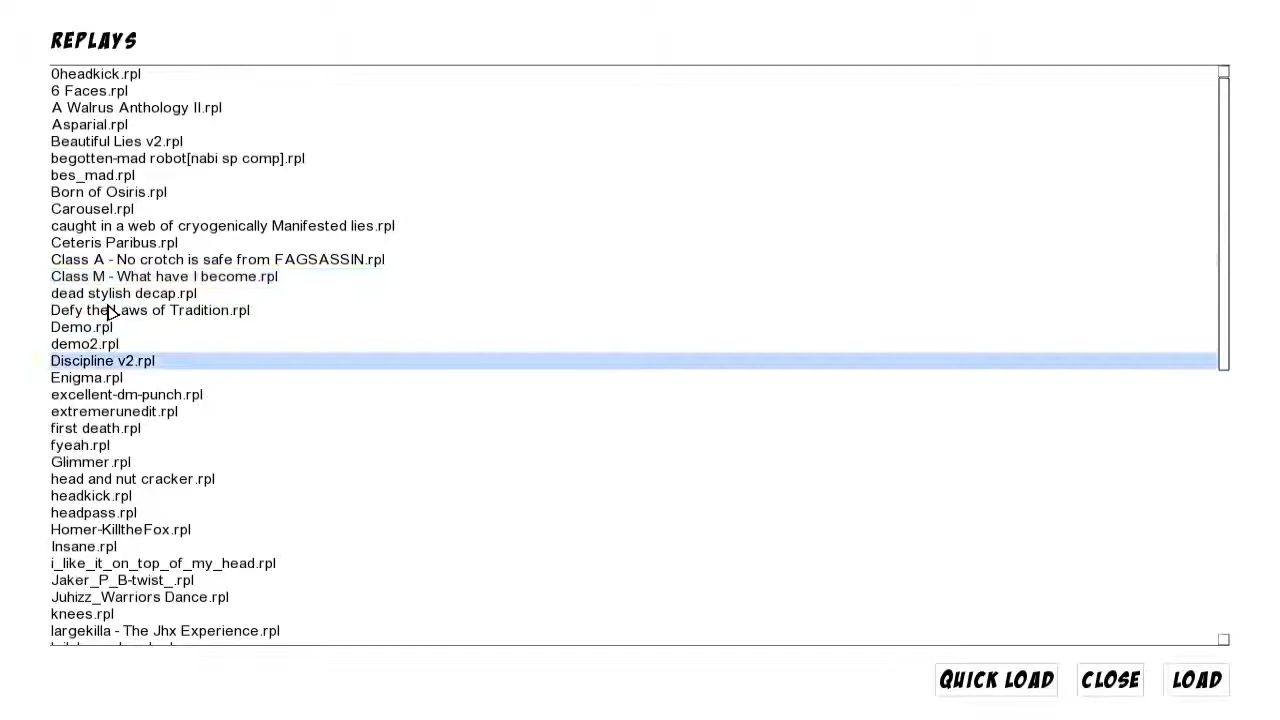 REPLAYS
0headkick.rpl
6 Faces.rpl
A Walrus Anthology II.rpl
Asparial.rpl
Beautiful Lies v2.rpl
begotten-mad robot[nabi sp comp].rpl
bes_mad.rpl
Born of Osiris.rpl
Carousel.rpl
caught in a web of cryogenically Manifested lies.rpl
Ceteris Paribus.rpl
Class A - No crotch is safe from FAGSASSIN.rpl
Class M - What have I become.rpl
dead stylish decap.rpl
Defy the Laws of Tradition.rpl
Demo.rpl
demo2.rpl
Discipline v2.rpl
Enigma.rpl
excellent-dm-punch.rpl
extremerunedit.rpl
first death.rpl
fyeah.rpl
Glimmer.rpl
head and nut cracker.rpl
headkick.rpl
headpass.rpl
Homer-KilltheFox.rpl
Insane.rpl
i_like_it_on_top_of_my_head.rpl
Jaker_P_B-twist_.rpl
Juhizz_Warriors Dance.rpl
knees.rpl
largekilla - The Jhx Experience.rpl
QUICK LOAD CLOSE LOAD